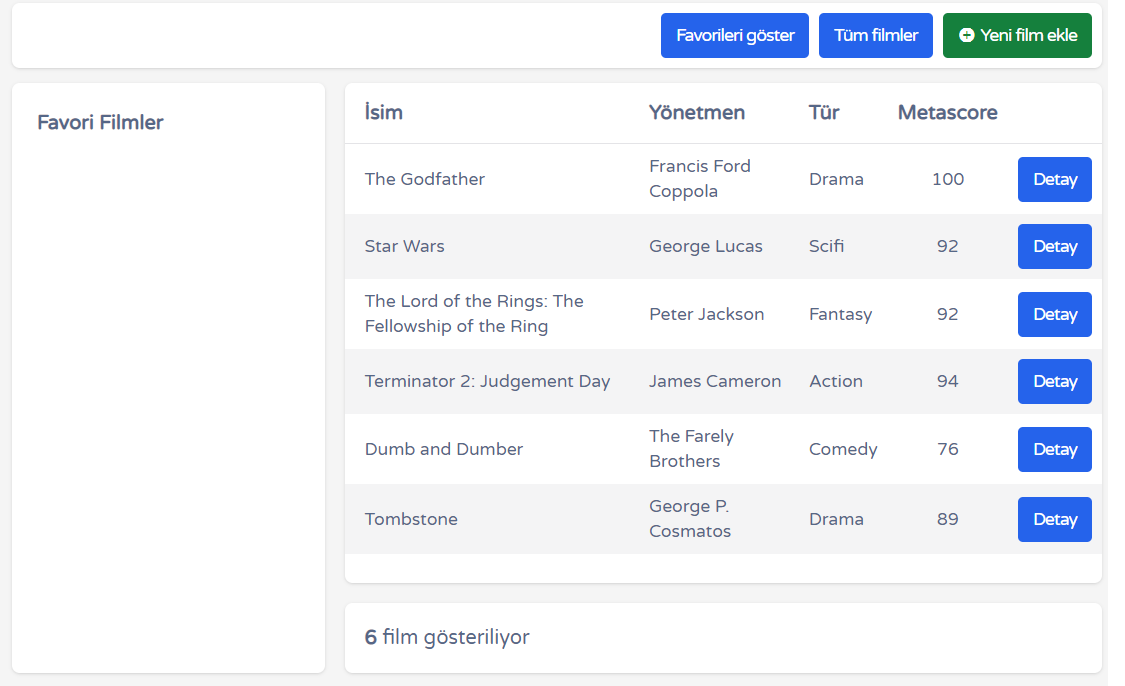 Favorileri göster Tüm filmler Yeni film ekle
Favori Filmler
İsim Yönetmen Tür Metascore
The Godfather Francis Ford Coppola Drama 100 Detay
Star Wars George Lucas Scifi 92 Detay
The Lord of the Rings: The Fellowship of the Ring Peter Jackson Fantasy 92 Detay
Terminator 2: Judgement Day James Cameron Action 94 Detay
Dumb and Dumber The Farely Brothers Comedy 76 Detay
Tombstone George P. Cosmatos Drama 89 Detay
6 film gösteriliyor